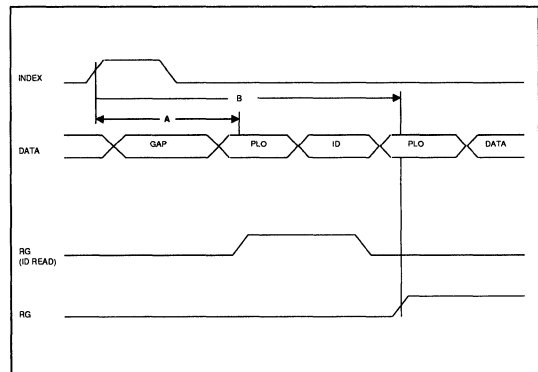 INDEX
B
A
DATA
GAP
PLO
ID
PLO
DATA
RG
(ID READ)
RG